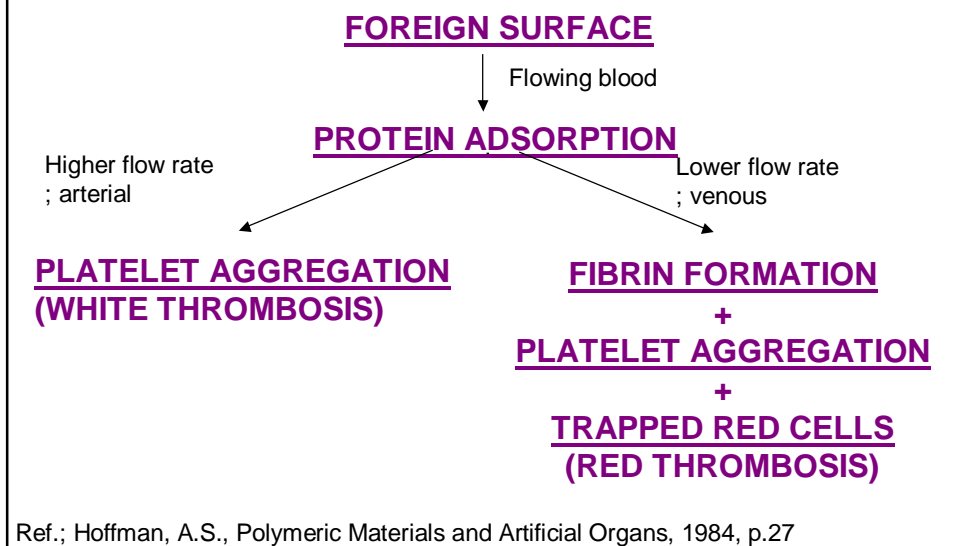 FOREIGN SURFACE
Flowing blood
PROTEIN ADSORPTION
Higher flow rate
; arterial
Lower flow rate
; venous
PLATELET AGGREGATION
(WHITE THROMBOSIS)
FIBRIN FORMATION
+
PLATELET AGGREGATION
+
TRAPPED RED CELLS
(RED THROMBOSIS)
Ref.; Hoffman, A.S., Polymeric Materials and Artificial Organs, 1984, p.27